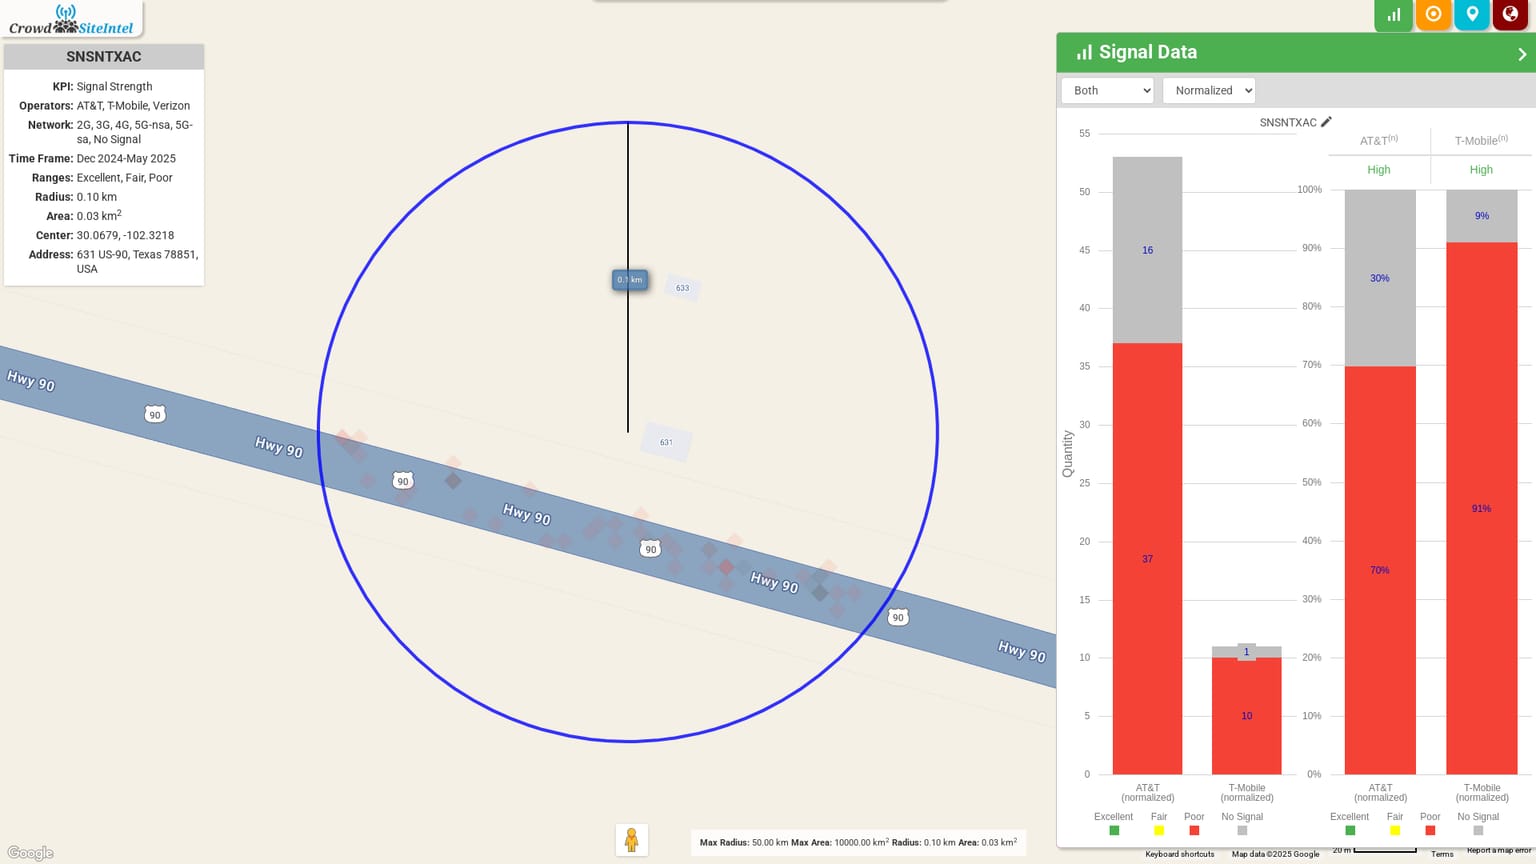 Crowd SiteIntel
SNSNTXAC
KPI: Signal Strength
Operators: AT&T, T-Mobile, Verizon
Network: 2G, 3G, 4G, 5G-nsa, 5G-
sa, No Signal
Time Frame: Dec 2024-May 2025
Ranges: Excellent, Fair, Poor
Radius: 0.10 km
Area: 0.03 km²
Center: 30.0679, -102.3218
Address: 631 US-90, Texas 78851,
USA
0.1 km
633
631
Hwy 90
90
Hwy 90
90
Hwy 90
90
Hwy 90
90
Hwy 90
Google
Max Radius: 50.00 km Max Area: 10000.00 km² Radius: 0.10 km Area: 0.03 km²
Signal Data
Both
Normalized
SNSNTXAC
Quantity
55
50
45
40
35
30
25
20
15
10
5
0
16
37
1
10
AT&T
(normalized)
T-Mobile
(normalized)
Excellent Fair Poor No Signal
AT&T(n) T-Mobile(n)
High High
100%
90%
80%
70%
60%
50%
40%
30%
20%
10%
0%
30%
70%
9%
91%
AT&T
(normalized)
T-Mobile
(normalized)
Excellent Fair Poor No Signal
Keyboard shortcuts Map data ©2025 Google 20 m Terms Report a map error